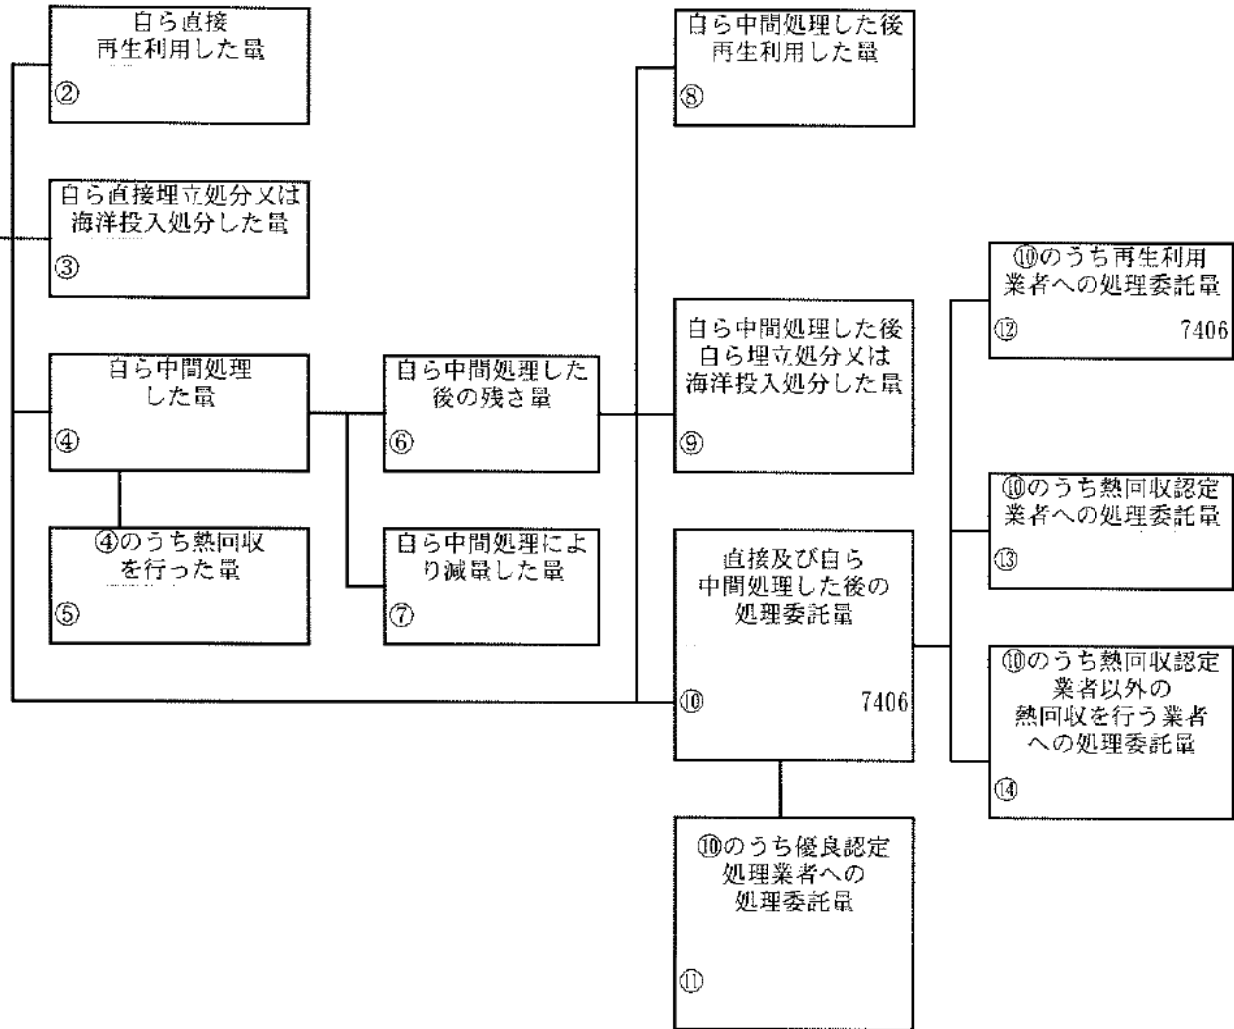 自ら直接
再生利用した量
②
自ら直接埋立処分又は
海洋投入処分した量
③
自ら中間処理
した量
④
④のうち熱回収
を行った量
⑤
自ら中間処理した
後の残さ量
⑥
自ら中間処理によ
り減量した量
⑦
自ら中間処理した後
再生利用した量
⑧
自ら中間処理した後
自ら埋立処分又は
海洋投入処分した量
⑨
直接及び自ら
中間処理した後の
処理委託量
⑩ 7406
⑩のうち優良認定
処理業者への
処理委託量
⑪
⑩のうち再生利用
業者への処理委託量
⑫ 7406
⑩のうち熱回収認定
業者への処理委託量
⑬
⑩のうち熱回収認定
業者以外の
熱回収を行う業者
への処理委託量
⑭